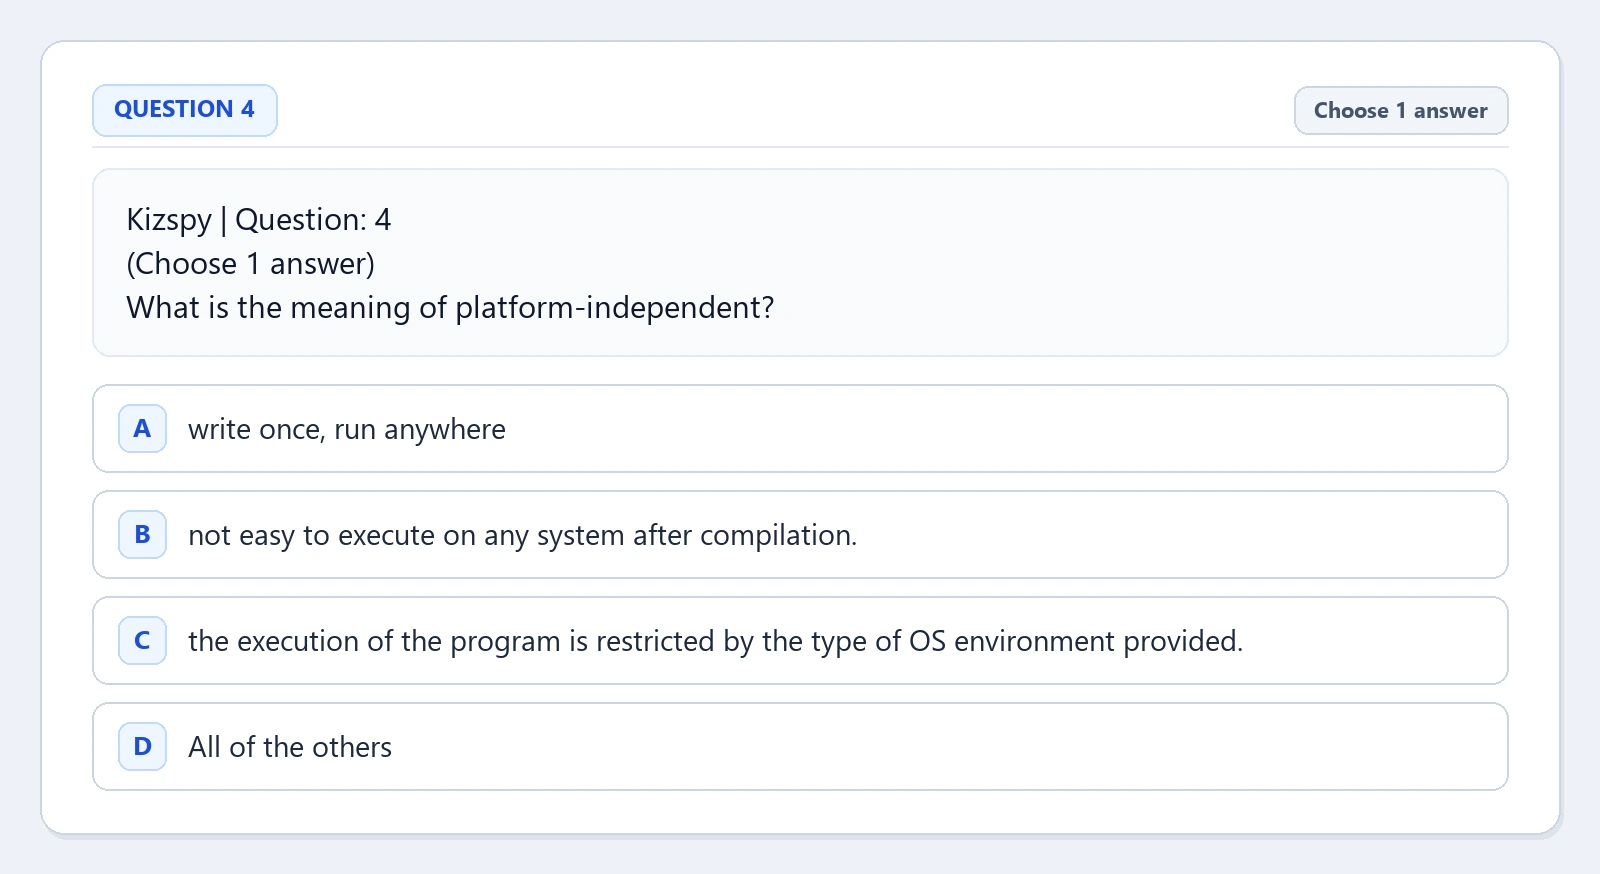 QUESTION 4
Choose 1 answer
Kizspy | Question: 4
(Choose 1 answer)
What is the meaning of platform-independent?
A write once, run anywhere
B not easy to execute on any system after compilation.
C the execution of the program is restricted by the type of OS environment provided.
D All of the others